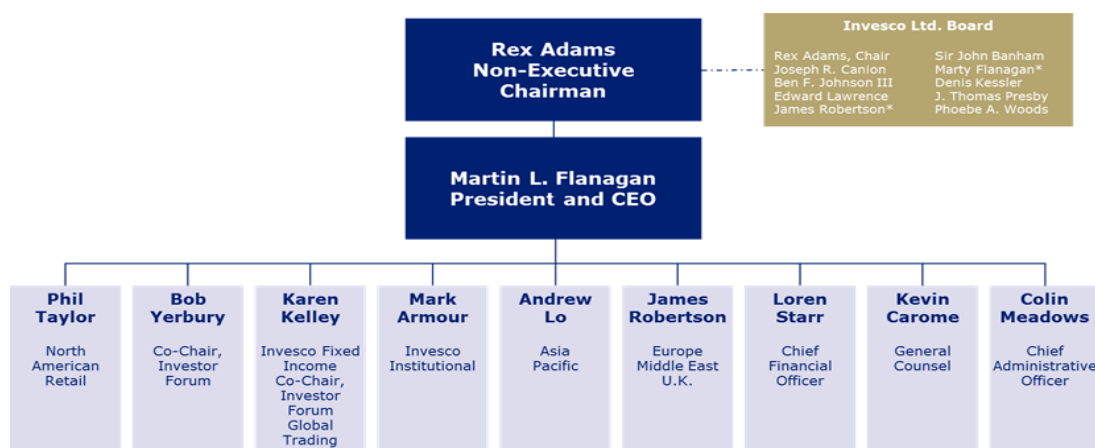 Rex Adams
Non-Executive
Chairman
Invesco Ltd. Board
Rex Adams, Chair
Joseph R. Canion
Ben F. Johnson III
Edward Lawrence
James Robertson*
Sir John Banham
Marty Flanagan*
Denis Kessler
J. Thomas Presby
Phoebe A. Woods
Martin L. Flanagan
President and CEO
Phil
Taylor
North
American
Retail
Bob
Yerbury
Co-Chair,
Investor
Forum
Karen
Kelley
Invesco Fixed
Income
Co-Chair,
Investor
Forum
Global
Trading
Mark
Armour
Invesco
Institutional
Andrew
Lo
Asia
Pacific
James
Robertson
Europe
Middle East
U.K.
Loren
Starr
Chief
Financial
Officer
Kevin
Carome
General
Counsel
Colin
Meadows
Chief
Administrative
Officer